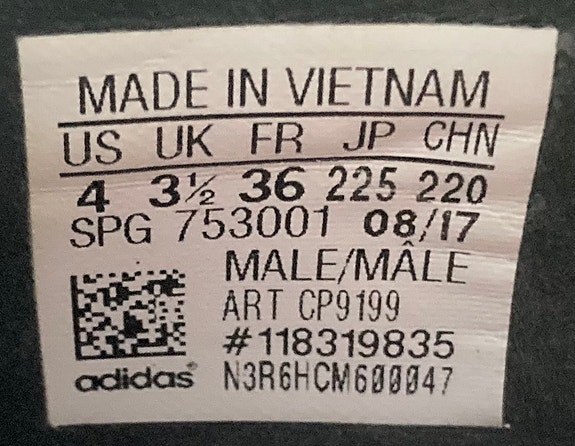 MADE IN VIETNAM
US UK FR JP CHN
4 3½ 36 225 220
SPG 753001 08/17
MALE/MÂLE
ART CP9199
#118319835
adidas® N3R6HCM600047